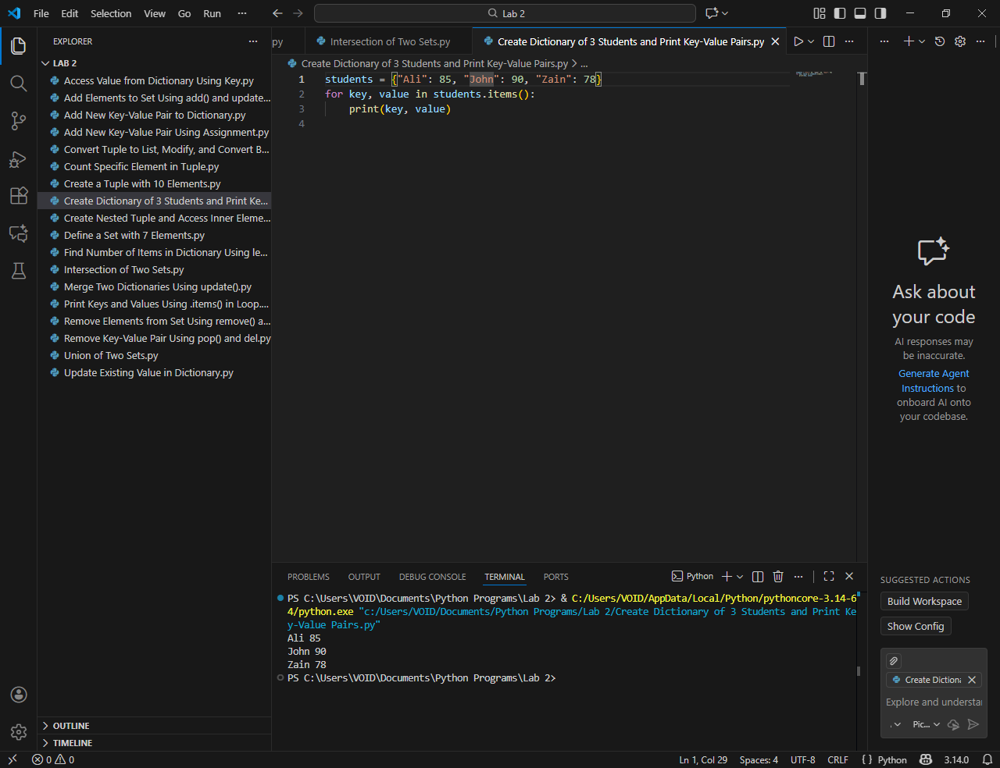 File Edit Selection View Go Run ··· Lab 2
EXPLORER
LAB 2
Access Value from Dictionary Using Key.py
Add Elements to Set Using add() and update...
Add New Key-Value Pair to Dictionary.py
Add New Key-Value Pair Using Assignment.py
Convert Tuple to List, Modify, and Convert B...
Count Specific Element in Tuple.py
Create a Tuple with 10 Elements.py
Create Dictionary of 3 Students and Print Ke...
Create Nested Tuple and Access Inner Eleme...
Define a Set with 7 Elements.py
Find Number of Items in Dictionary Using le...
Intersection of Two Sets.py
Merge Two Dictionaries Using update().py
Print Keys and Values Using .items() in Loop....
Remove Elements from Set Using remove() a...
Remove Key-Value Pair Using pop() and del.py
Union of Two Sets.py
Update Existing Value in Dictionary.py
OUTLINE
TIMELINE
py Intersection of Two Sets.py Create Dictionary of 3 Students and Print Key-Value Pairs.py
Create Dictionary of 3 Students and Print Key-Value Pairs.py > ...
1 students = {"Ali": 85, "John": 90, "Zain": 78}
2 for key, value in students.items():
3 print(key, value)
4
PROBLEMS OUTPUT DEBUG CONSOLE TERMINAL PORTS Python
PS C:\Users\VOID\Documents\Python Programs\Lab 2> & C:/Users/VOID/AppData/Local/Python/pythoncore-3.14-6
4/python.exe "c:/Users/VOID/Documents/Python Programs/Lab 2/Create Dictionary of 3 Students and Print Ke
y-Value Pairs.py"
Ali 85
John 90
Zain 78
PS C:\Users\VOID\Documents\Python Programs\Lab 2>
Ask about
your code
AI responses may
be inaccurate.
Generate Agent
Instructions to
onboard AI onto
your codebase.
SUGGESTED ACTIONS
Build Workspace
Show Config
Create Diction
Explore and understa
Pic...
0 0 Ln 1, Col 29 Spaces: 4 UTF-8 CRLF { } Python 3.14.0